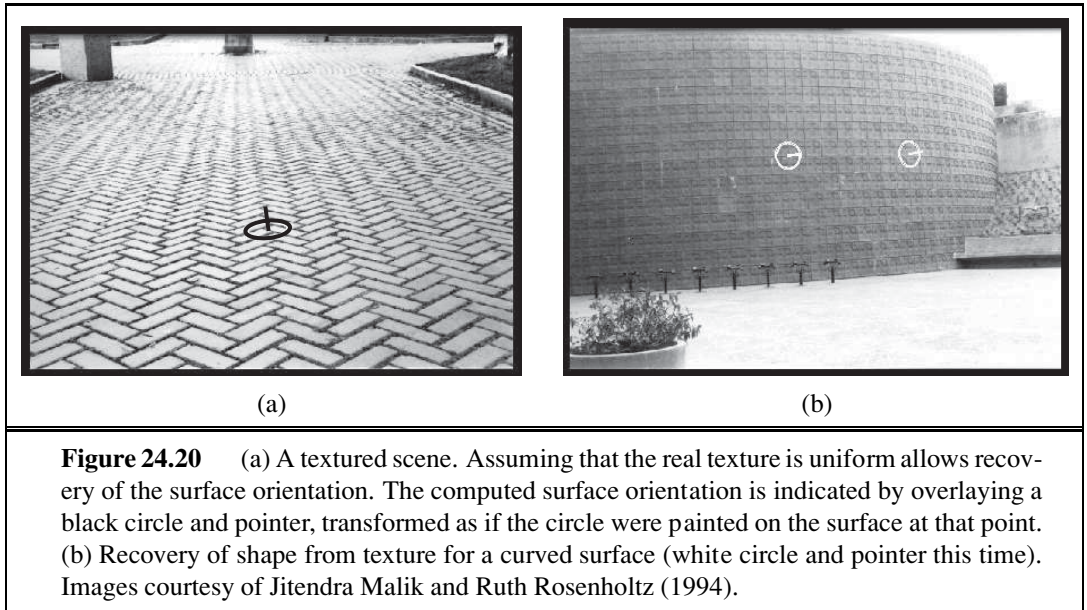 (a)
(b)
Figure 24.20 (a) A textured scene. Assuming that the real texture is uniform allows recov-
ery of the surface orientation. The computed surface orientation is indicated by overlaying a
black circle and pointer, transformed as if the circle were painted on the surface at that point.
(b) Recovery of shape from texture for a curved surface (white circle and pointer this time).
Images courtesy of Jitendra Malik and Ruth Rosenholtz (1994).